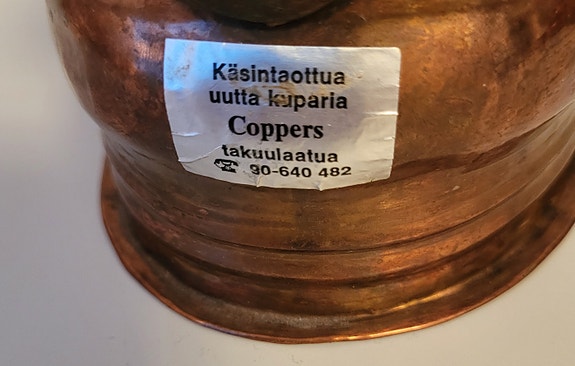 Käsintaottua
uutta kuparia
Coppers
takuulaatua
☎ 90-640 482